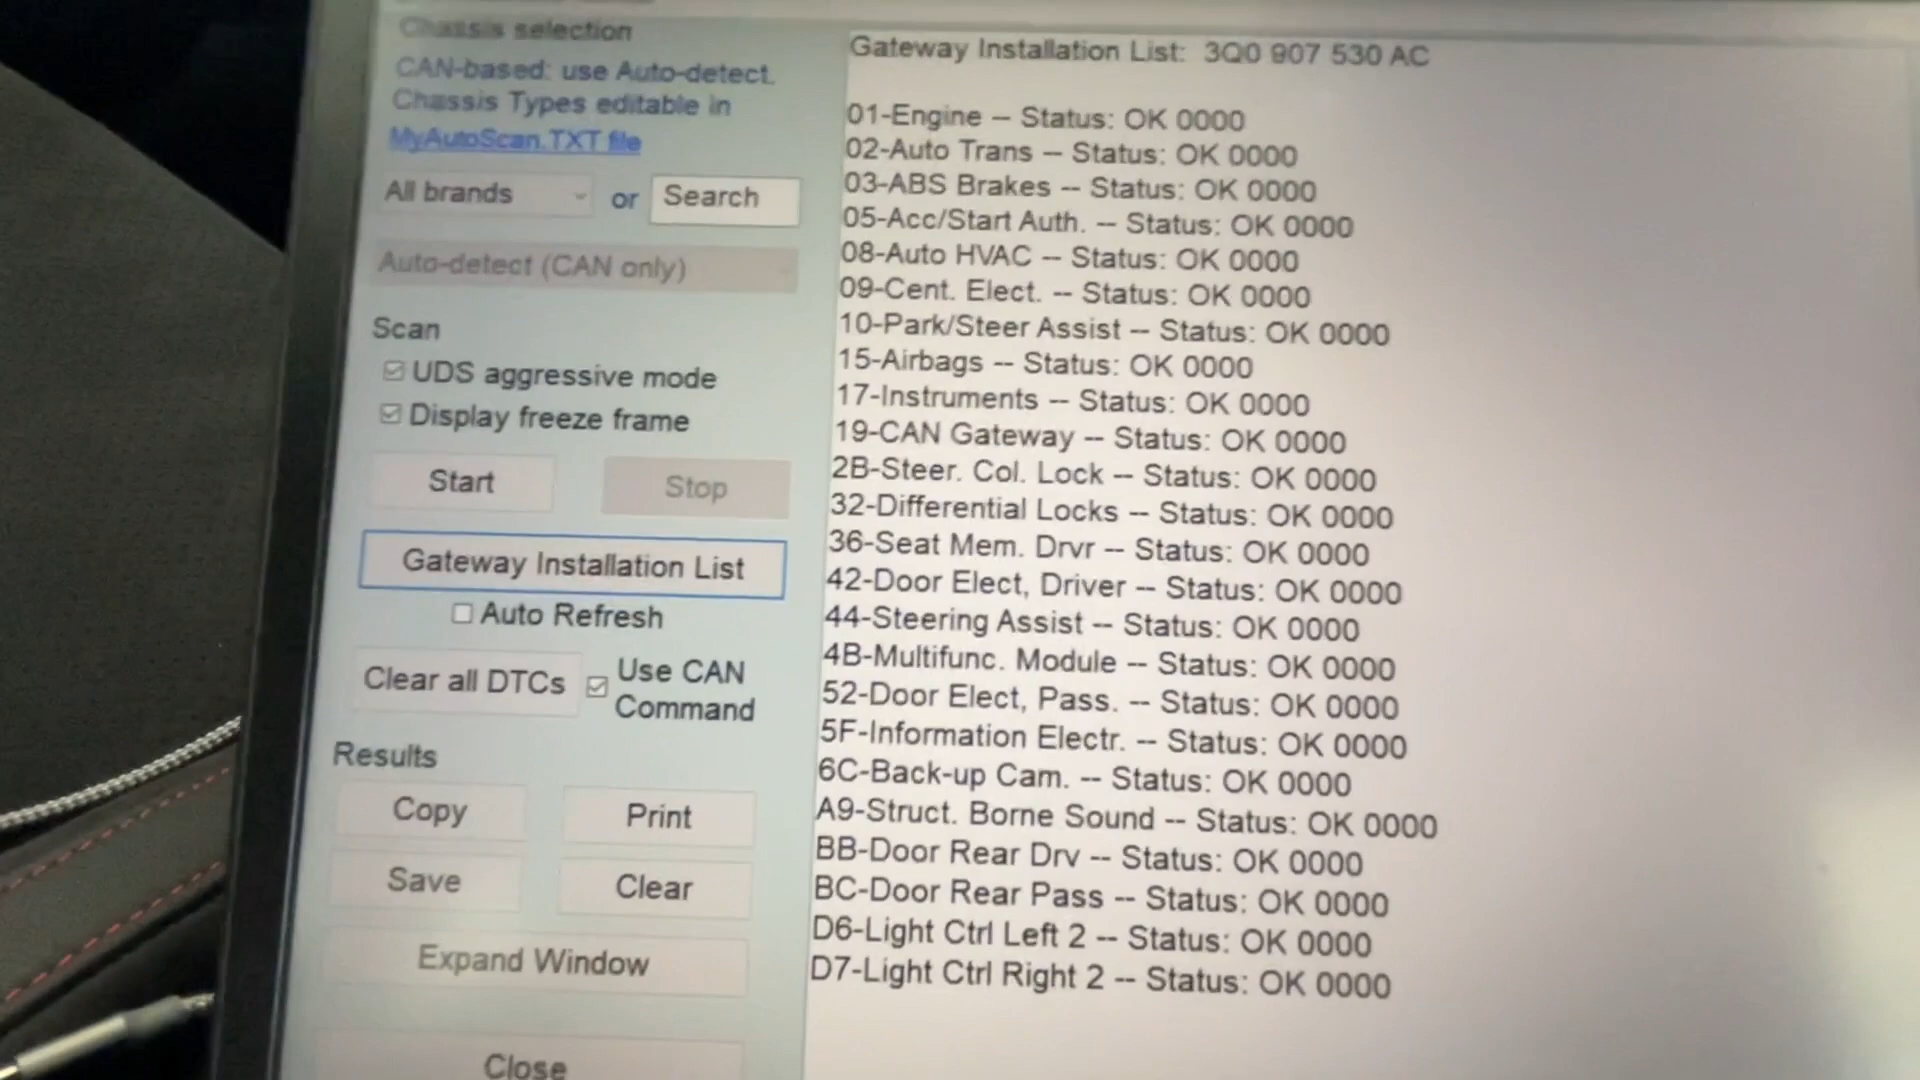 Chassis selection
CAN-based: use Auto-detect.
Chassis Types editable in
MyAutoScan.TXT file
All brands
or
Search
Auto-detect (CAN only)
Scan
UDS aggressive mode
Display freeze frame
Start
Stop
Gateway Installation List
Auto Refresh
Clear all DTCs
Use CAN
Command
Results
Copy
Print
Save
Clear
Expand Window
Close
Gateway Installation List: 3Q0 907 530 AC
01-Engine -- Status: OK 0000
02-Auto Trans -- Status: OK 0000
03-ABS Brakes -- Status: OK 0000
05-Acc/Start Auth. -- Status: OK 0000
08-Auto HVAC -- Status: OK 0000
09-Cent. Elect. -- Status: OK 0000
10-Park/Steer Assist -- Status: OK 0000
15-Airbags -- Status: OK 0000
17-Instruments -- Status: OK 0000
19-CAN Gateway -- Status: OK 0000
2B-Steer. Col. Lock -- Status: OK 0000
32-Differential Locks -- Status: OK 0000
36-Seat Mem. Drvr -- Status: OK 0000
42-Door Elect, Driver -- Status: OK 0000
44-Steering Assist -- Status: OK 0000
4B-Multifunc. Module -- Status: OK 0000
52-Door Elect, Pass. -- Status: OK 0000
5F-Information Electr. -- Status: OK 0000
6C-Back-up Cam. -- Status: OK 0000
A9-Struct. Borne Sound -- Status: OK 0000
BB-Door Rear Drv -- Status: OK 0000
BC-Door Rear Pass -- Status: OK 0000
D6-Light Ctrl Left 2 -- Status: OK 0000
D7-Light Ctrl Right 2 -- Status: OK 0000